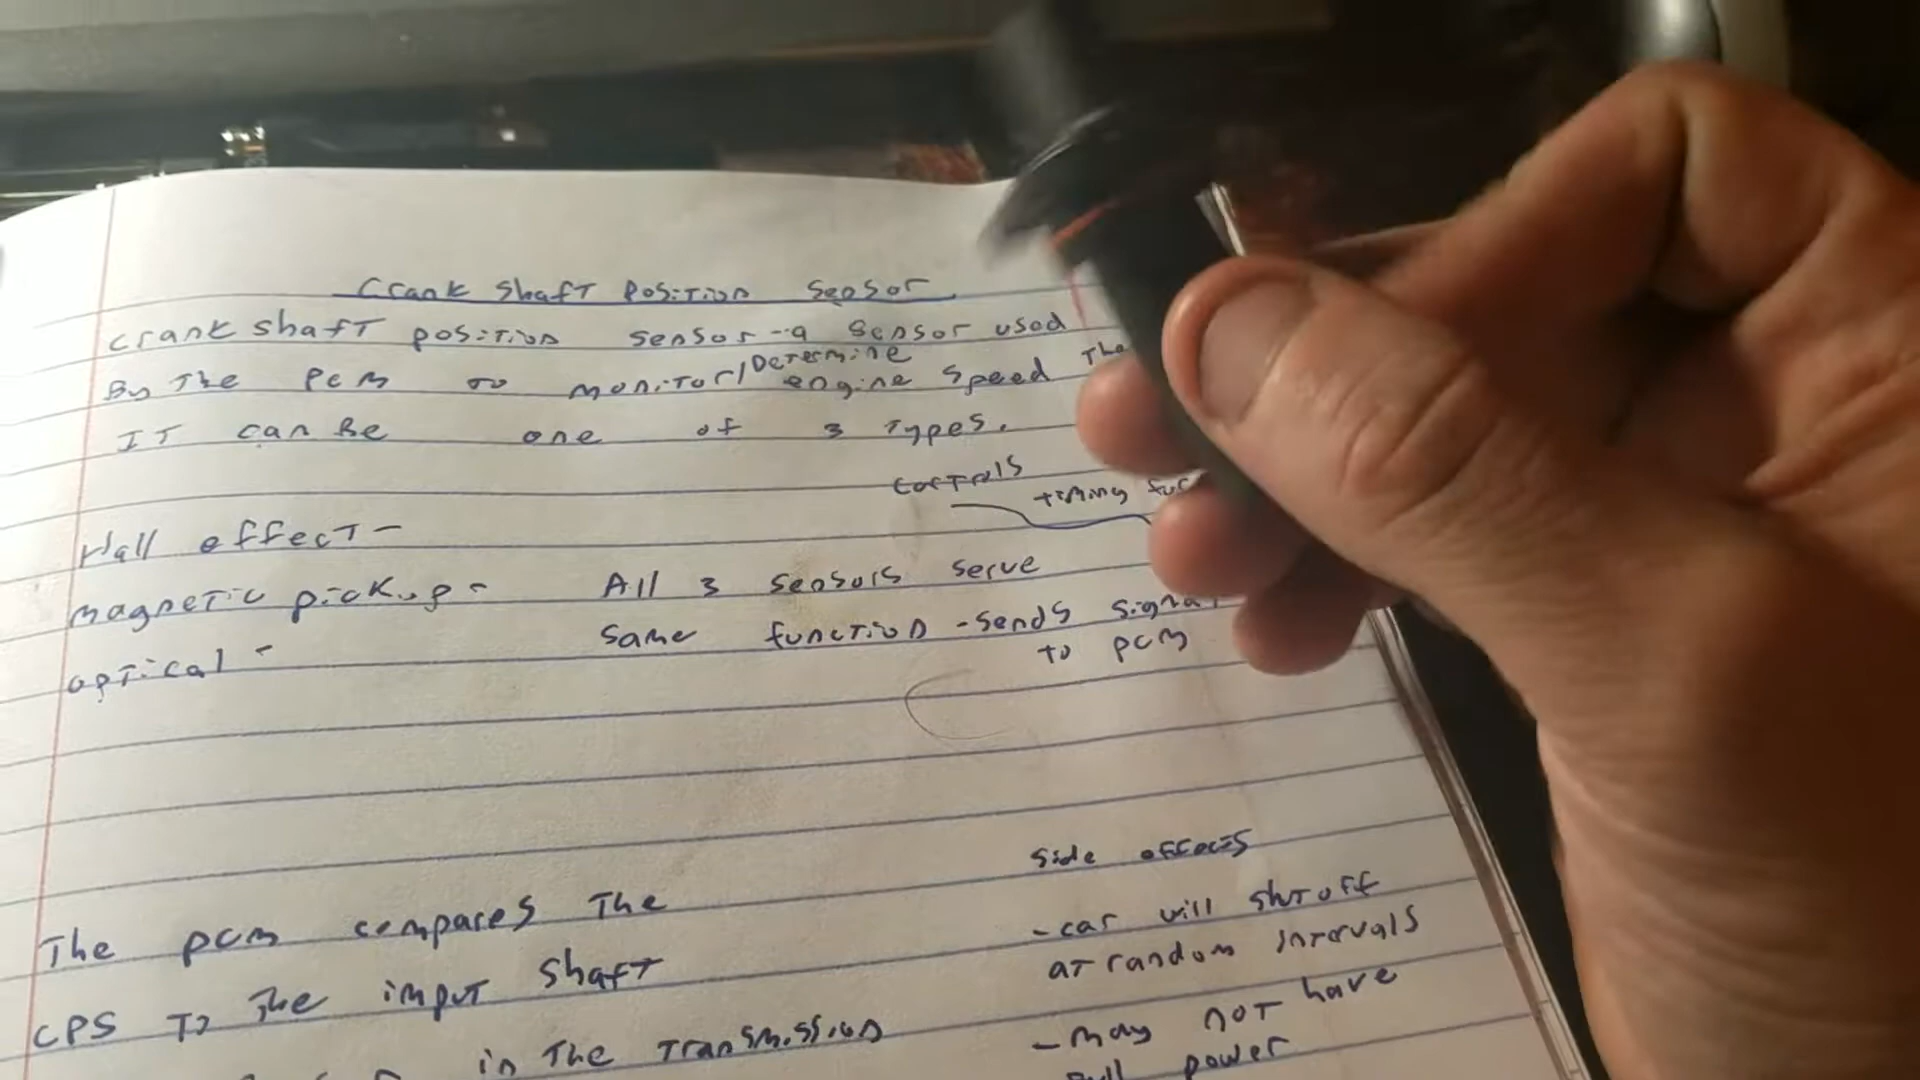 Crank shaft position sensor
crank shaft position sensor - a sensor used
By the pcm to monitor/Determine engine speed The
IT can Be one of 3 Types.
controls
timing
Hall effect -
magnetic pickup -
optical -
All 3 sensors serve
same function - sends signal
to pcm
The pcm compares the
CPS to the input shaft
in the transmission
side effects
- car will shut off
at random intervals
- may not have
full power